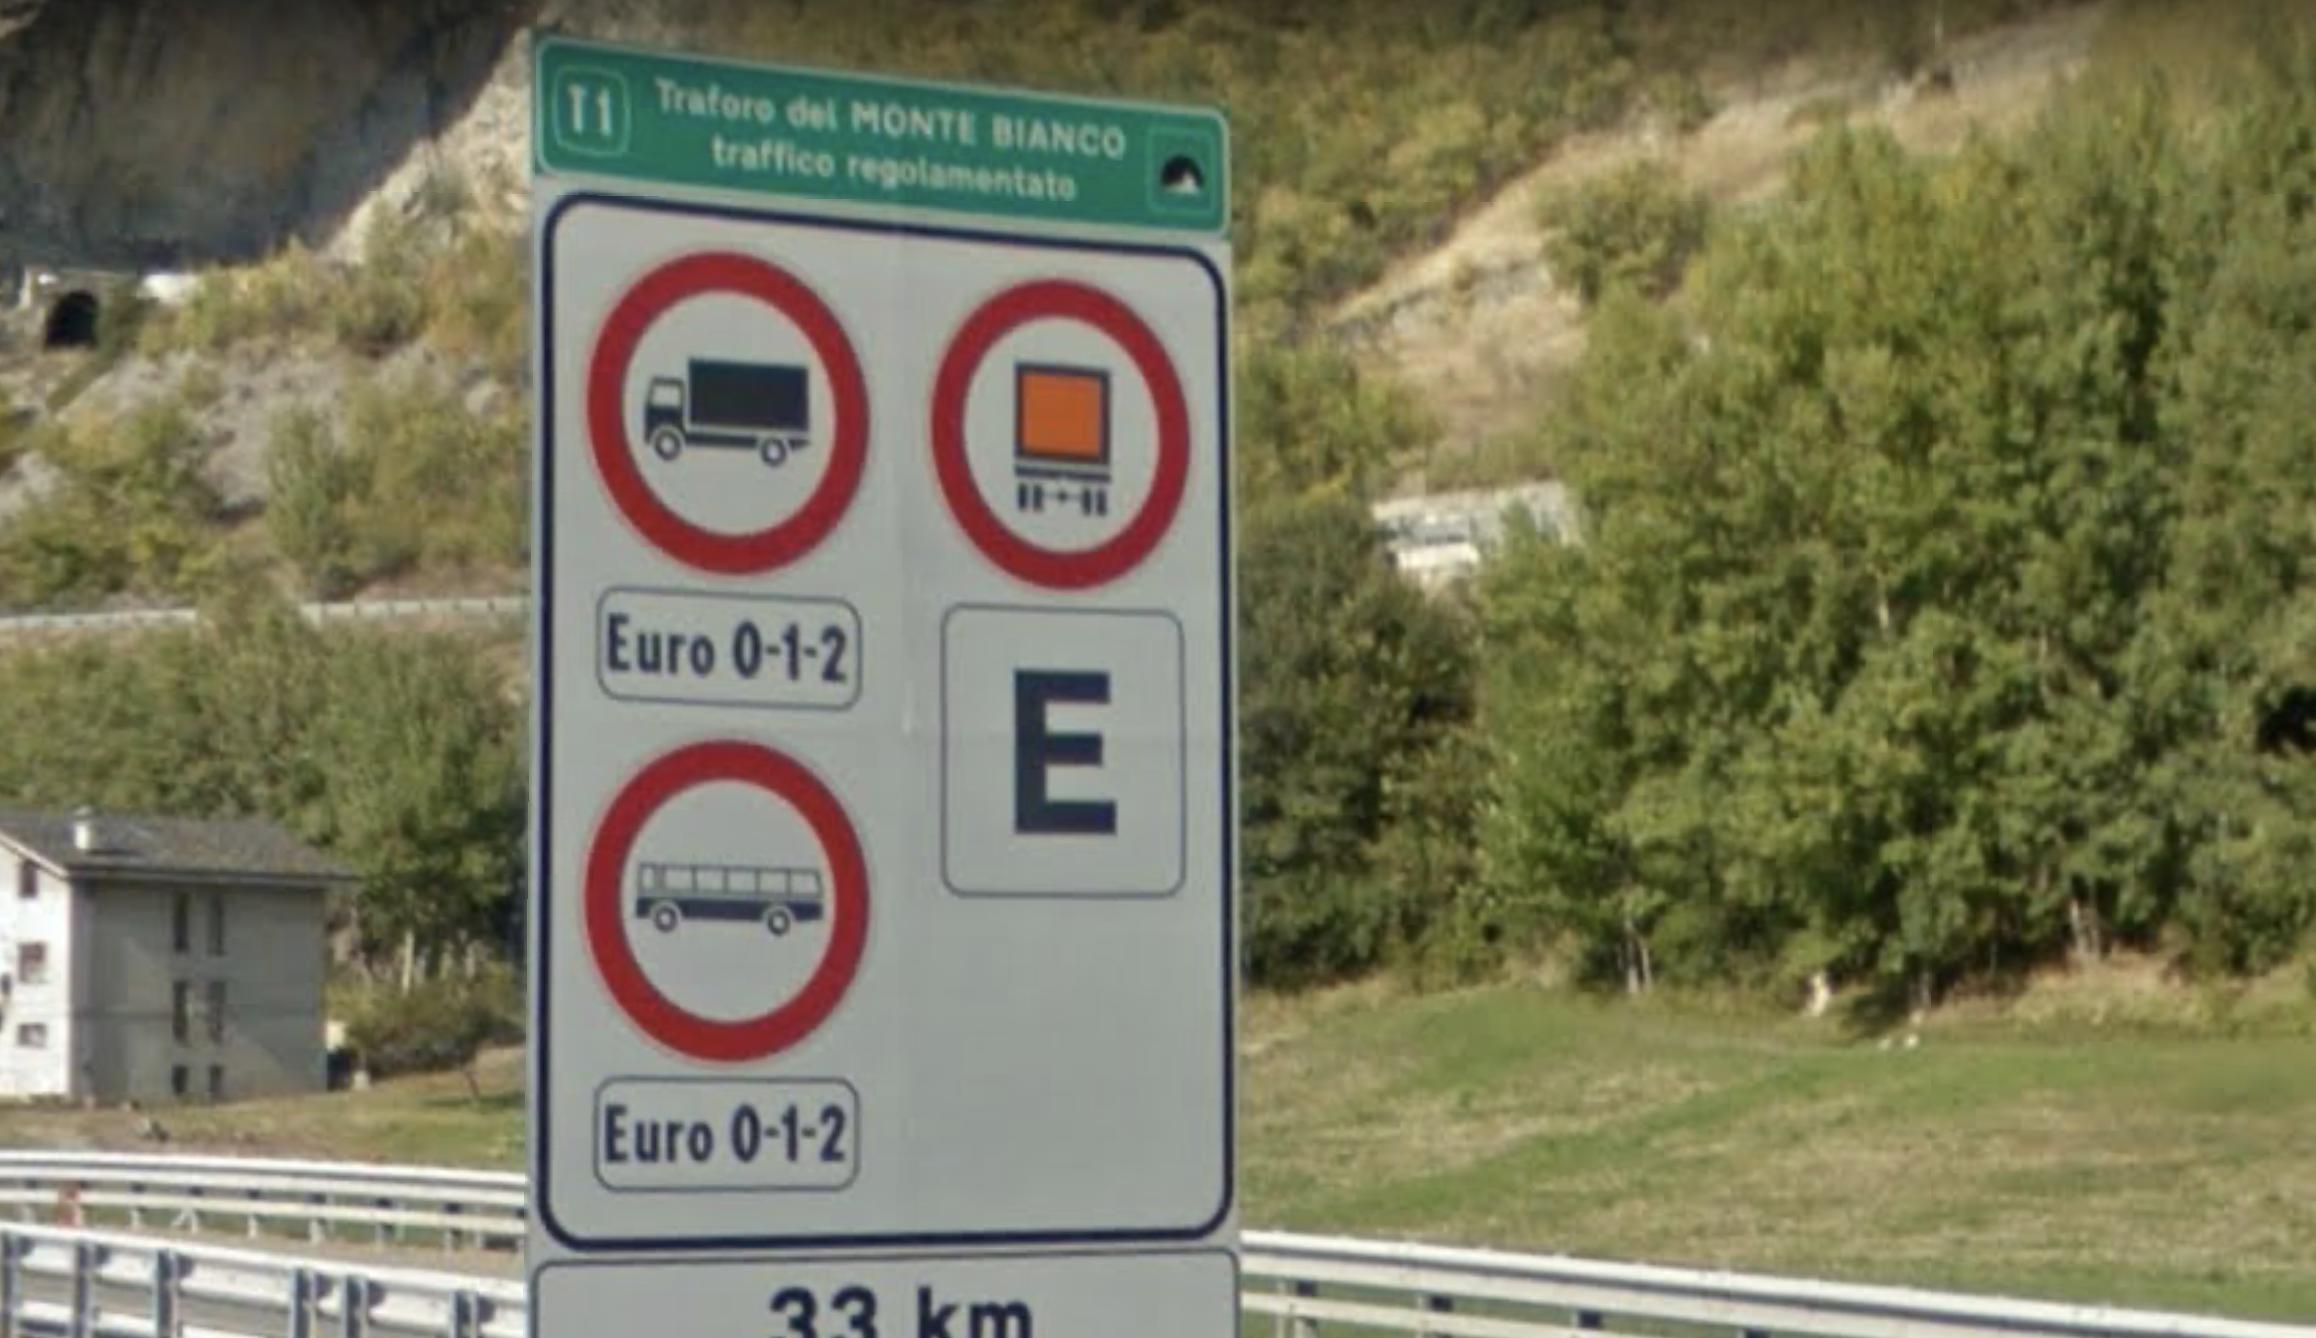 T1
Traforo del MONTE BIANCO
traffico regolamentato
Euro 0-1-2
E
Euro 0-1-2
33 km